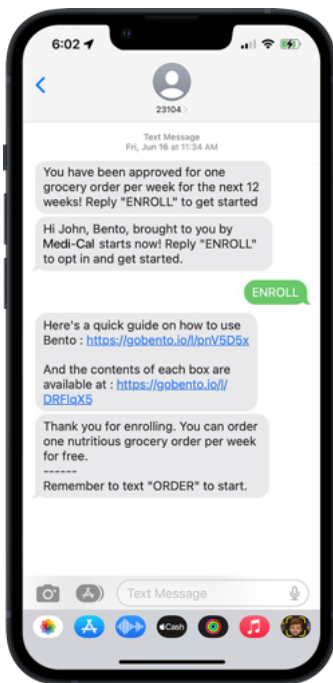 6:02
23104 >
Text Message
Fri, Jun 16 at 11:34 AM
You have been approved for one
grocery order per week for the next 12
weeks! Reply "ENROLL" to get started
Hi John, Bento, brought to you by
Medi-Cal starts now! Reply "ENROLL"
to opt in and get started.
ENROLL
Here's a quick guide on how to use
Bento : https://gobento.io/l/pnV5D5x
And the contents of each box are
available at : https://gobento.io/l/
DRFlqX5
Thank you for enrolling. You can order
one nutritious grocery order per week
for free.
------
Remember to text "ORDER" to start.
Text Message
Cash